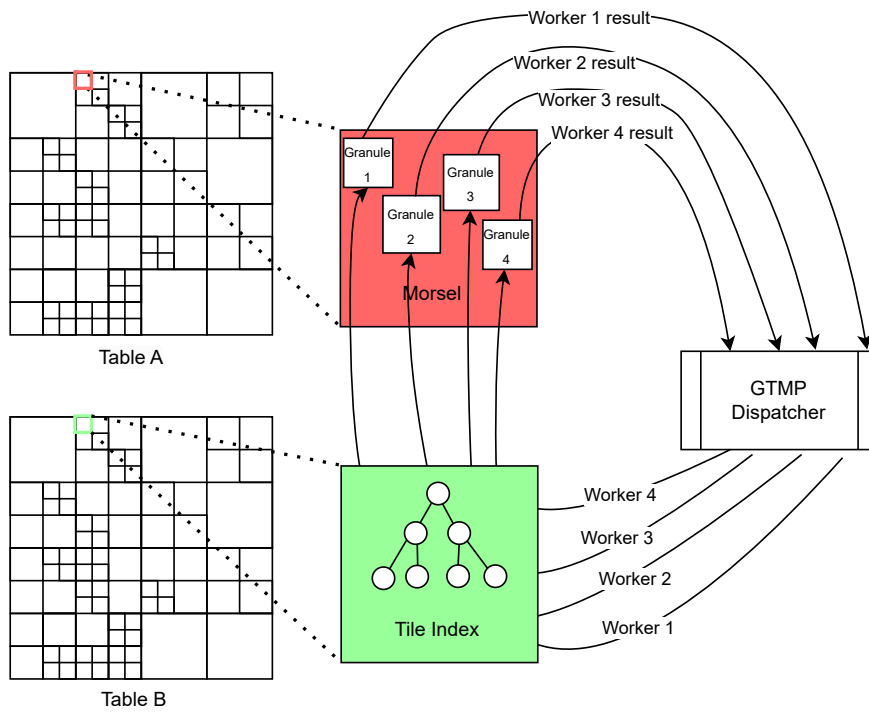 Worker 1 result
Worker 2 result
Worker 3 result
Worker 4 result
Granule
1
Granule
2
Granule
3
Granule
4
Morsel
Table A
GTMP
Dispatcher
Worker 4
Worker 3
Worker 2
Worker 1
Tile Index
Table B